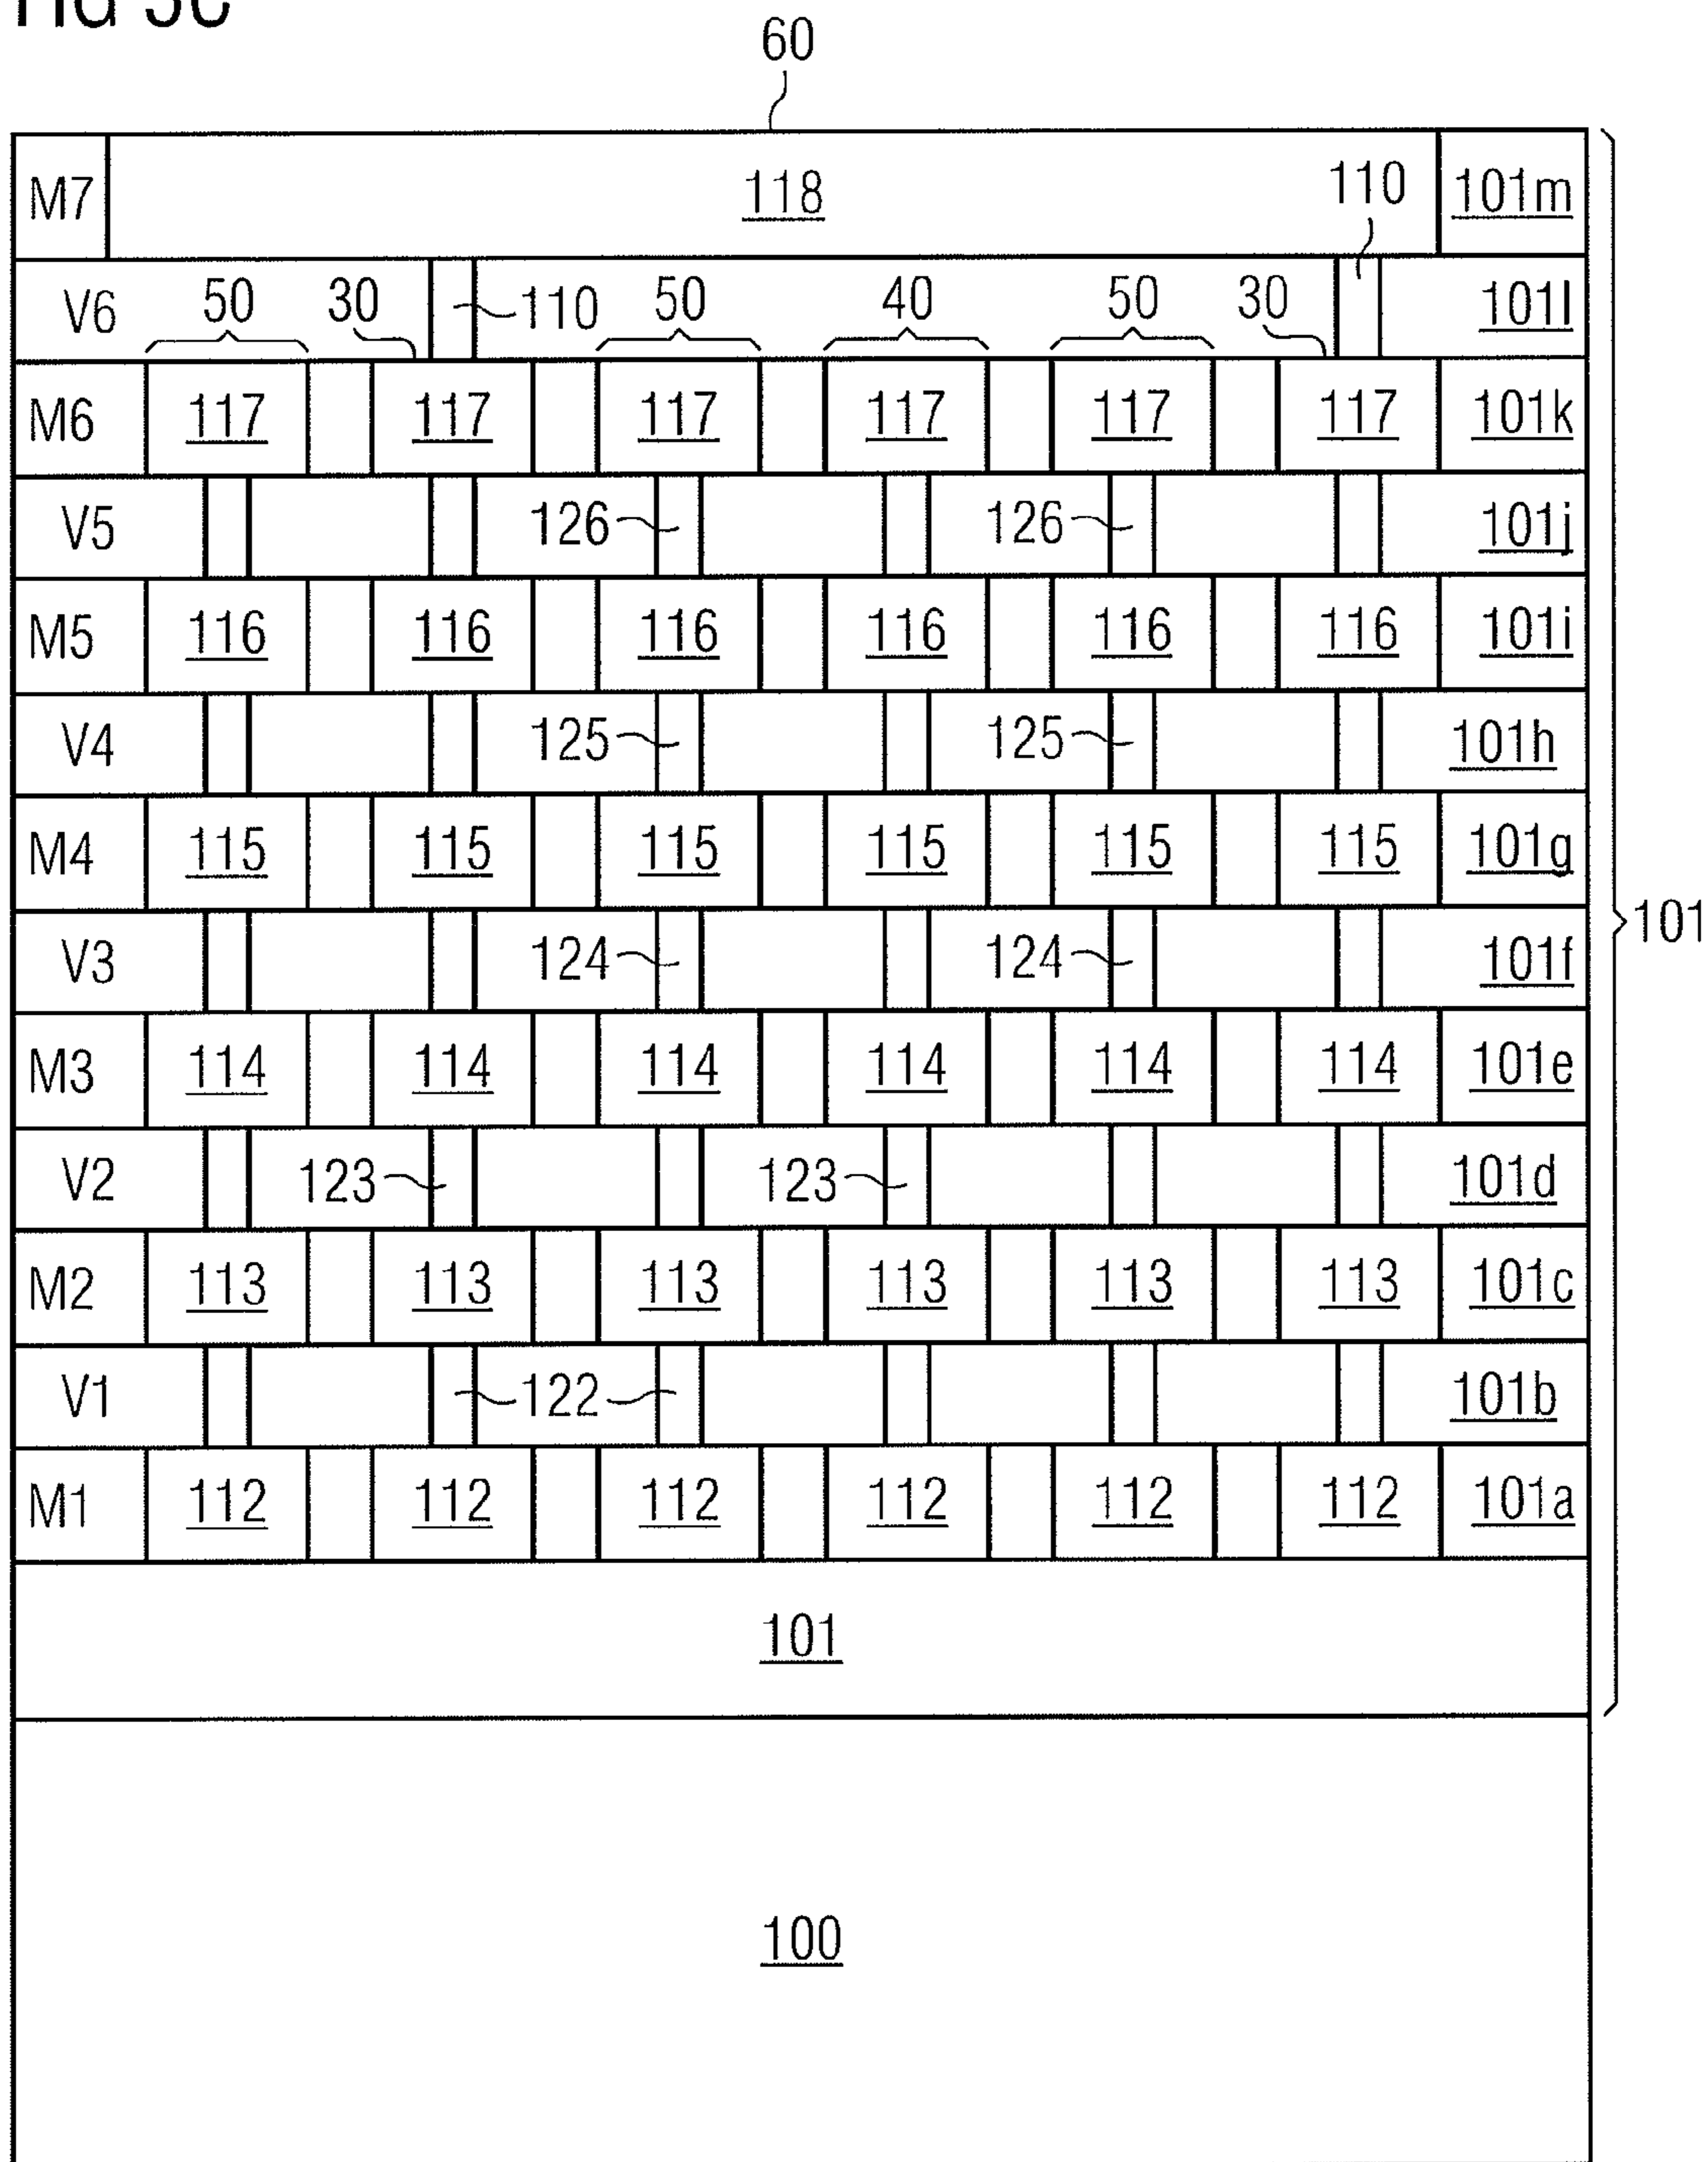 FIG 5c
60
M7 118 110 101m
V6 50 30 110 50 40 50 30 101l
M6 117 117 117 117 117 117 101k
V5 126 126 101j
M5 116 116 116 116 116 116 101i
V4 125 125 101h
M4 115 115 115 115 115 115 101g
V3 124 124 101f 101
M3 114 114 114 114 114 114 101e
V2 123 123 101d
M2 113 113 113 113 113 113 101c
V1 122 101b
M1 112 112 112 112 112 112 101a
101
100